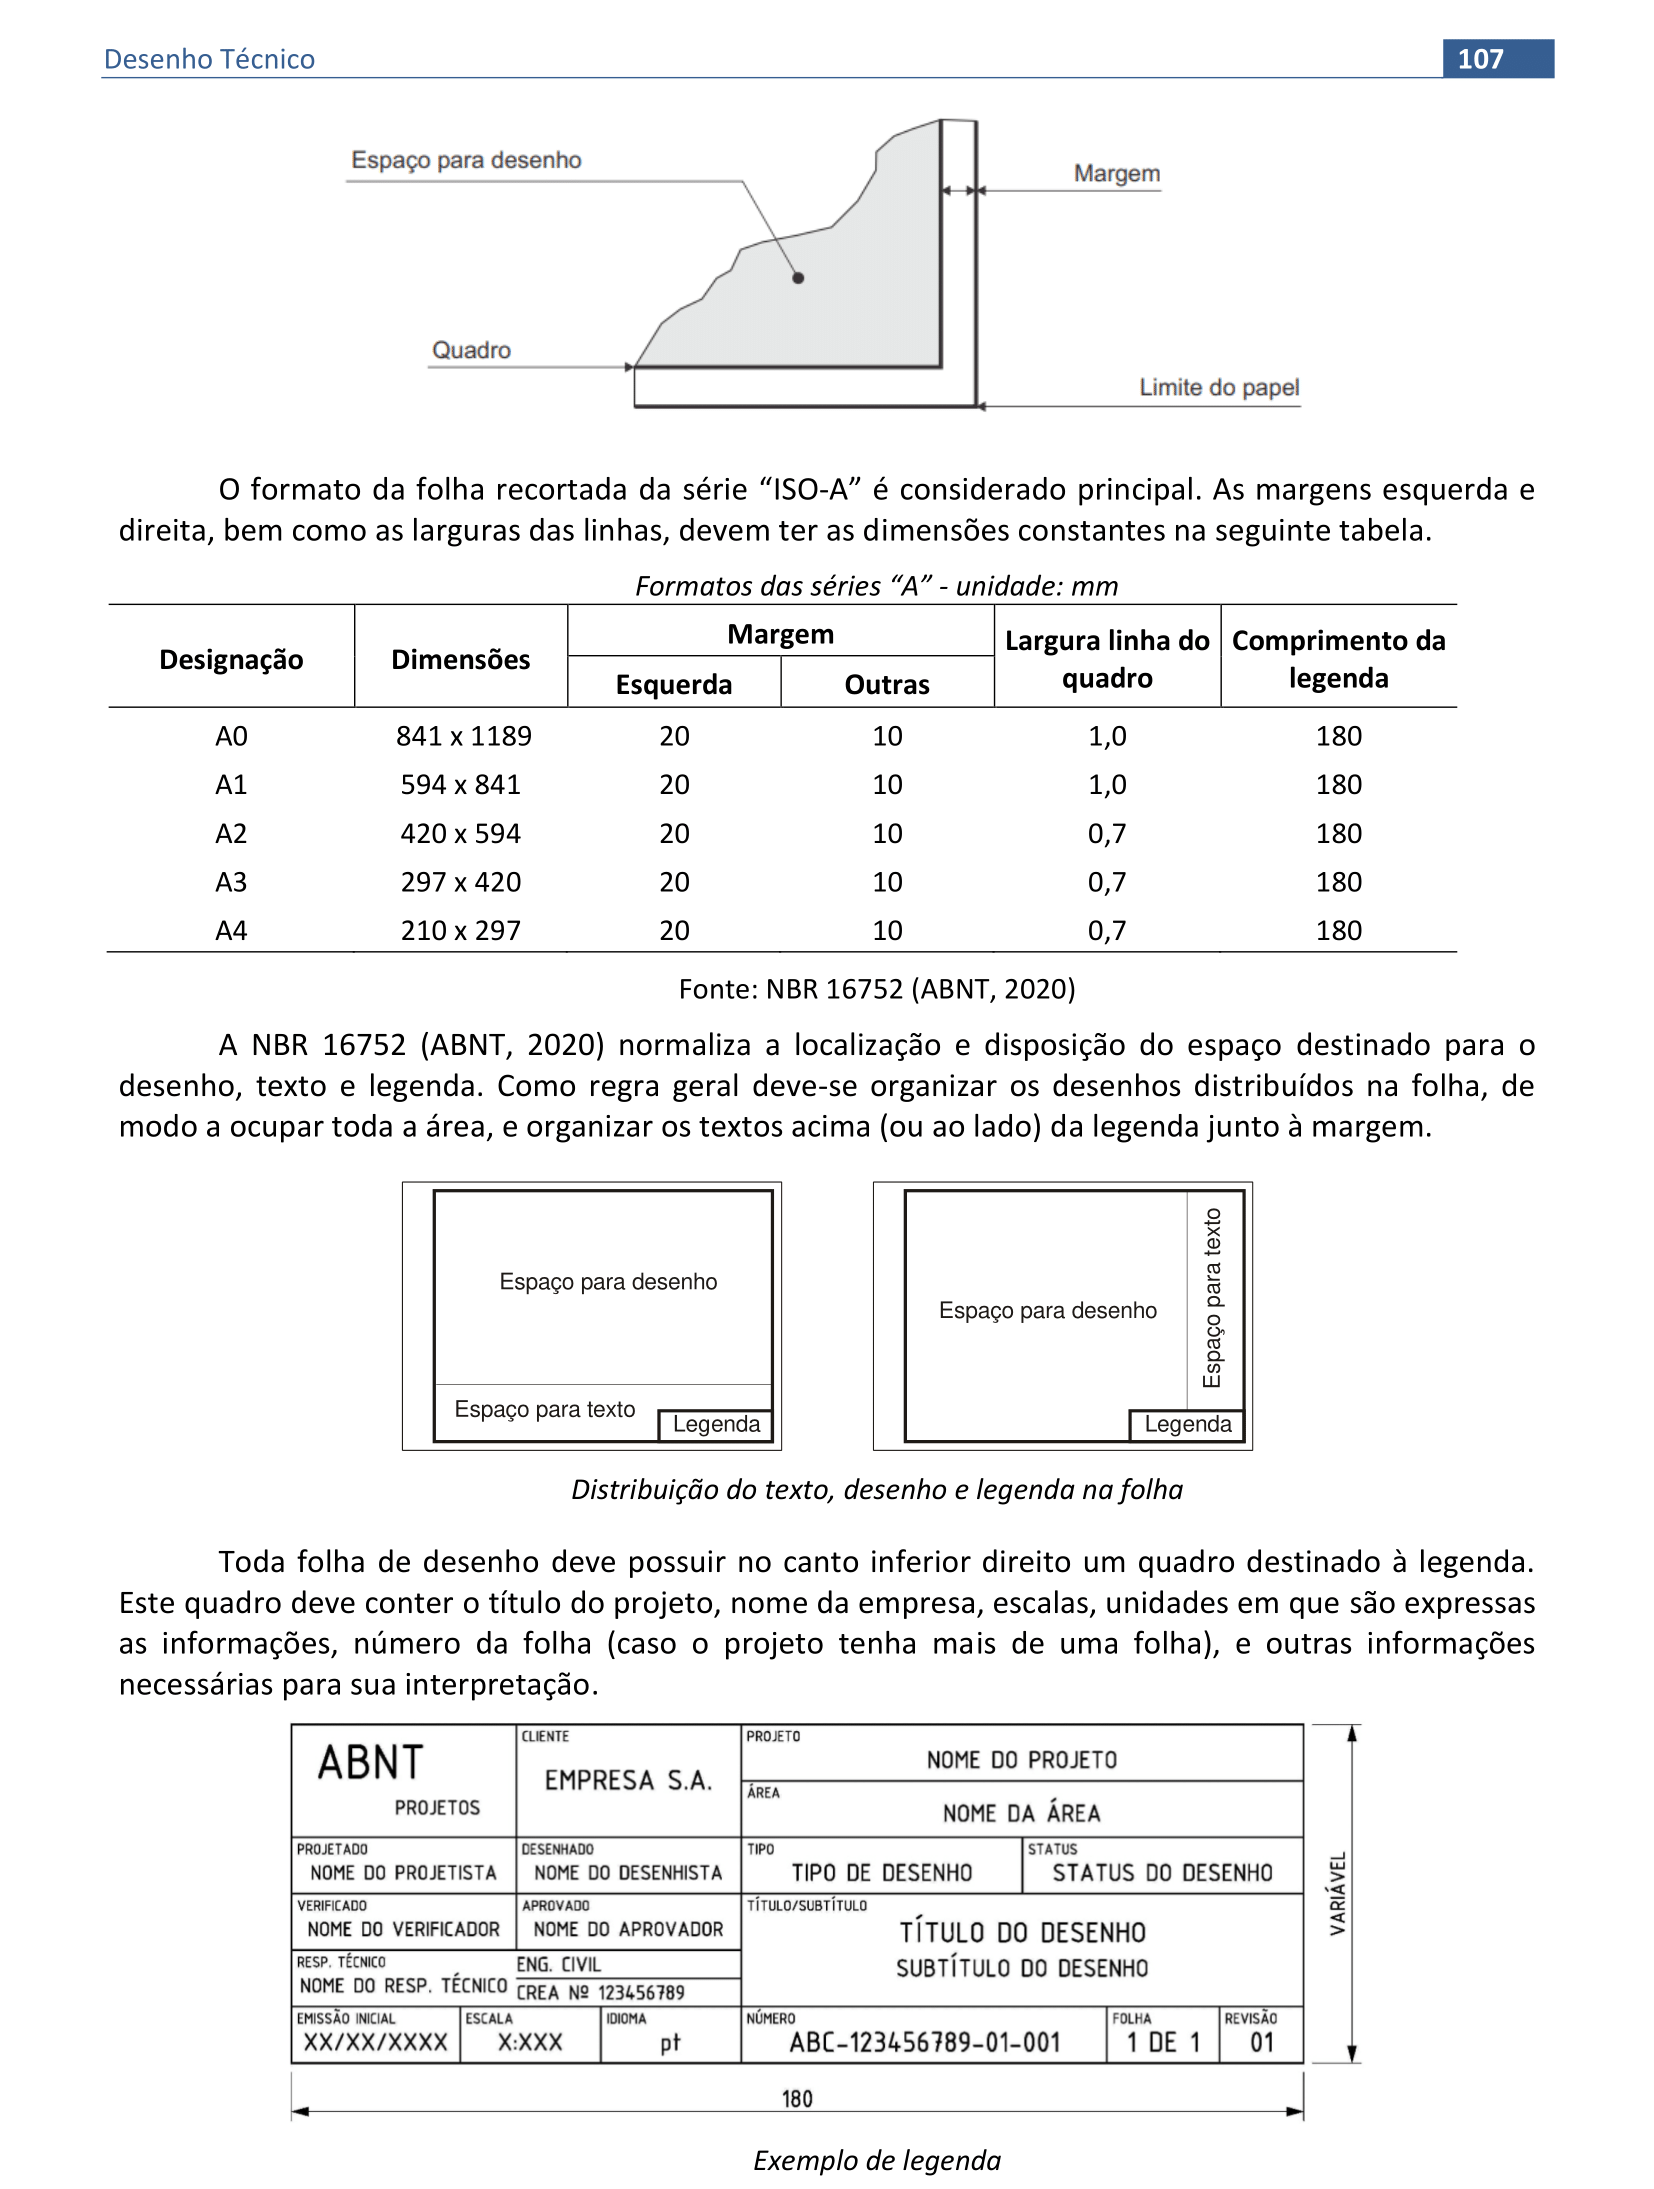 Desenho Técnico
107
Espaço para desenho
Margem
Quadro
Limite do papel
O formato da folha recortada da série “ISO-A” é considerado principal. As margens esquerda e
direita, bem como as larguras das linhas, devem ter as dimensões constantes na seguinte tabela.
Formatos das séries “A” - unidade: mm
Designação Dimensões Margem Largura linha do quadro Comprimento da legenda
Esquerda Outras
A0 841 x 1189 20 10 1,0 180
A1 594 x 841 20 10 1,0 180
A2 420 x 594 20 10 0,7 180
A3 297 x 420 20 10 0,7 180
A4 210 x 297 20 10 0,7 180
Fonte: NBR 16752 (ABNT, 2020)
A NBR 16752 (ABNT, 2020) normaliza a localização e disposição do espaço destinado para o
desenho, texto e legenda. Como regra geral deve-se organizar os desenhos distribuídos na folha, de
modo a ocupar toda a área, e organizar os textos acima (ou ao lado) da legenda junto à margem.
Espaço para desenho
Espaço para texto
Legenda
Espaço para desenho
Espaço para texto
Legenda
Distribuição do texto, desenho e legenda na folha
Toda folha de desenho deve possuir no canto inferior direito um quadro destinado à legenda.
Este quadro deve conter o título do projeto, nome da empresa, escalas, unidades em que são expressas
as informações, número da folha (caso o projeto tenha mais de uma folha), e outras informações
necessárias para sua interpretação.
ABNT
PROJETOS
CLIENTE
EMPRESA S.A.
PROJETO
NOME DO PROJETO
ÁREA
NOME DA ÁREA
PROJETADO
NOME DO PROJETISTA
DESENHADO
NOME DO DESENHISTA
TIPO
TIPO DE DESENHO
STATUS
STATUS DO DESENHO
VERIFICADO
NOME DO VERIFICADOR
APROVADO
NOME DO APROVADOR
TÍTULO/SUBTÍTULO
TÍTULO DO DESENHO
SUBTÍTULO DO DESENHO
RESP. TÉCNICO
NOME DO RESP. TÉCNICO
ENG. CIVIL
CREA Nº 123456789
EMISSÃO INICIAL
XX/XX/XXXX
ESCALA
X:XXX
IDIOMA
pt
NÚMERO
ABC-123456789-01-001
FOLHA
1 DE 1
REVISÃO
01
VARIÁVEL
180
Exemplo de legenda